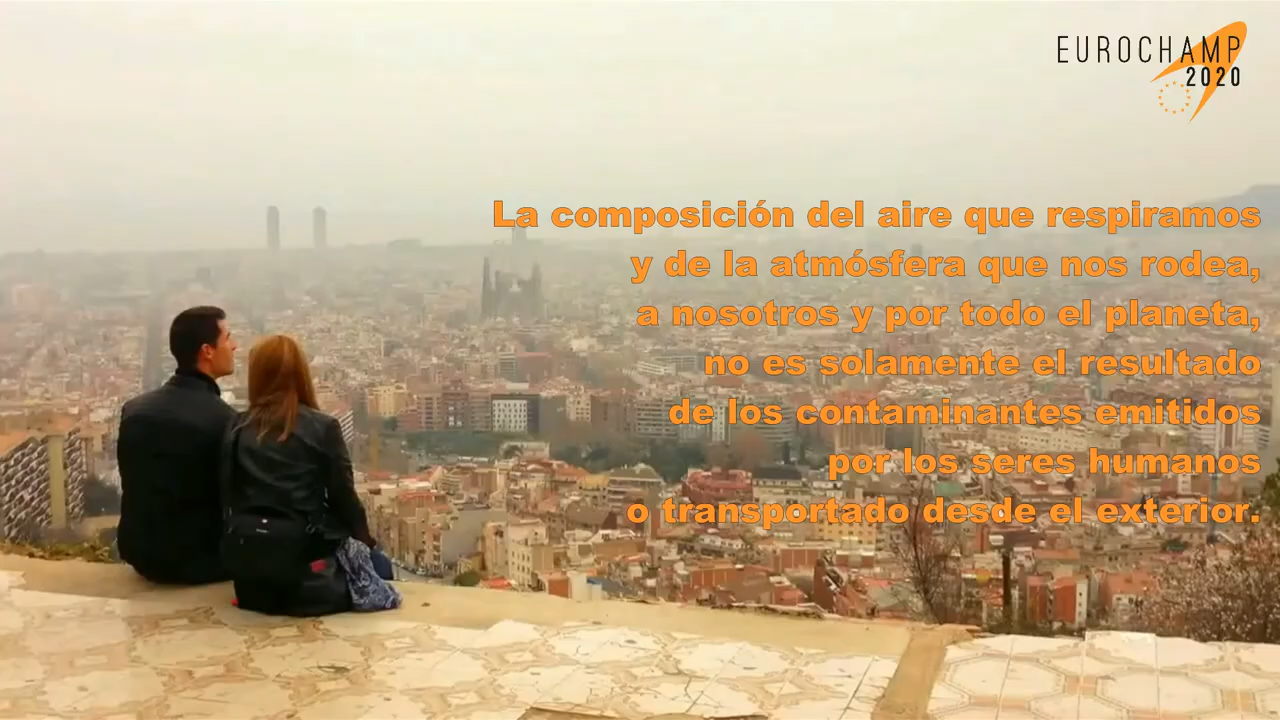 EUROCHAMP
2020
La composición del aire que respiramos
y de la atmósfera que nos rodea,
a nosotros y por todo el planeta,
no es solamente el resultado
de los contaminantes emitidos
por los seres humanos
o transportado desde el exterior.